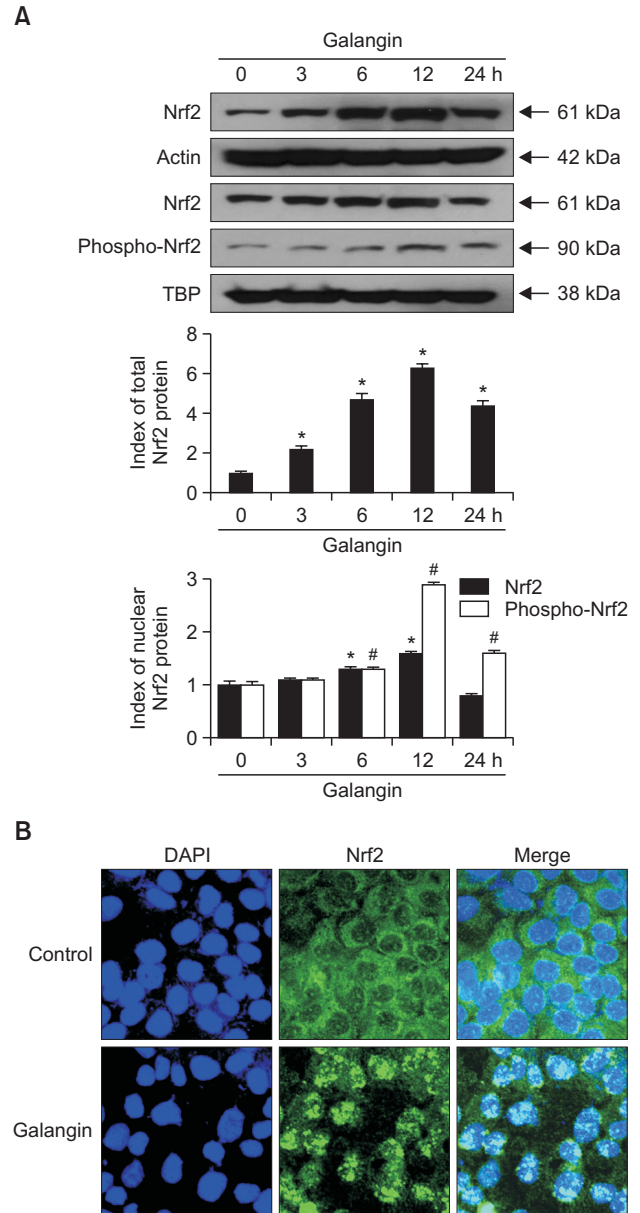 A
Galangin
0 3 6 12 24 h
Nrf2 61 kDa
Actin 42 kDa
Nrf2 61 kDa
Phospho-Nrf2 90 kDa
TBP 38 kDa
Index of total
Nrf2 protein
8
6
4
2
0
* * * *
0 3 6 12 24 h
Galangin
Index of nuclear
Nrf2 protein
3
2
1
0
* # * # #
Nrf2
Phospho-Nrf2
0 3 6 12 24 h
Galangin
B
DAPI Nrf2 Merge
Control
Galangin